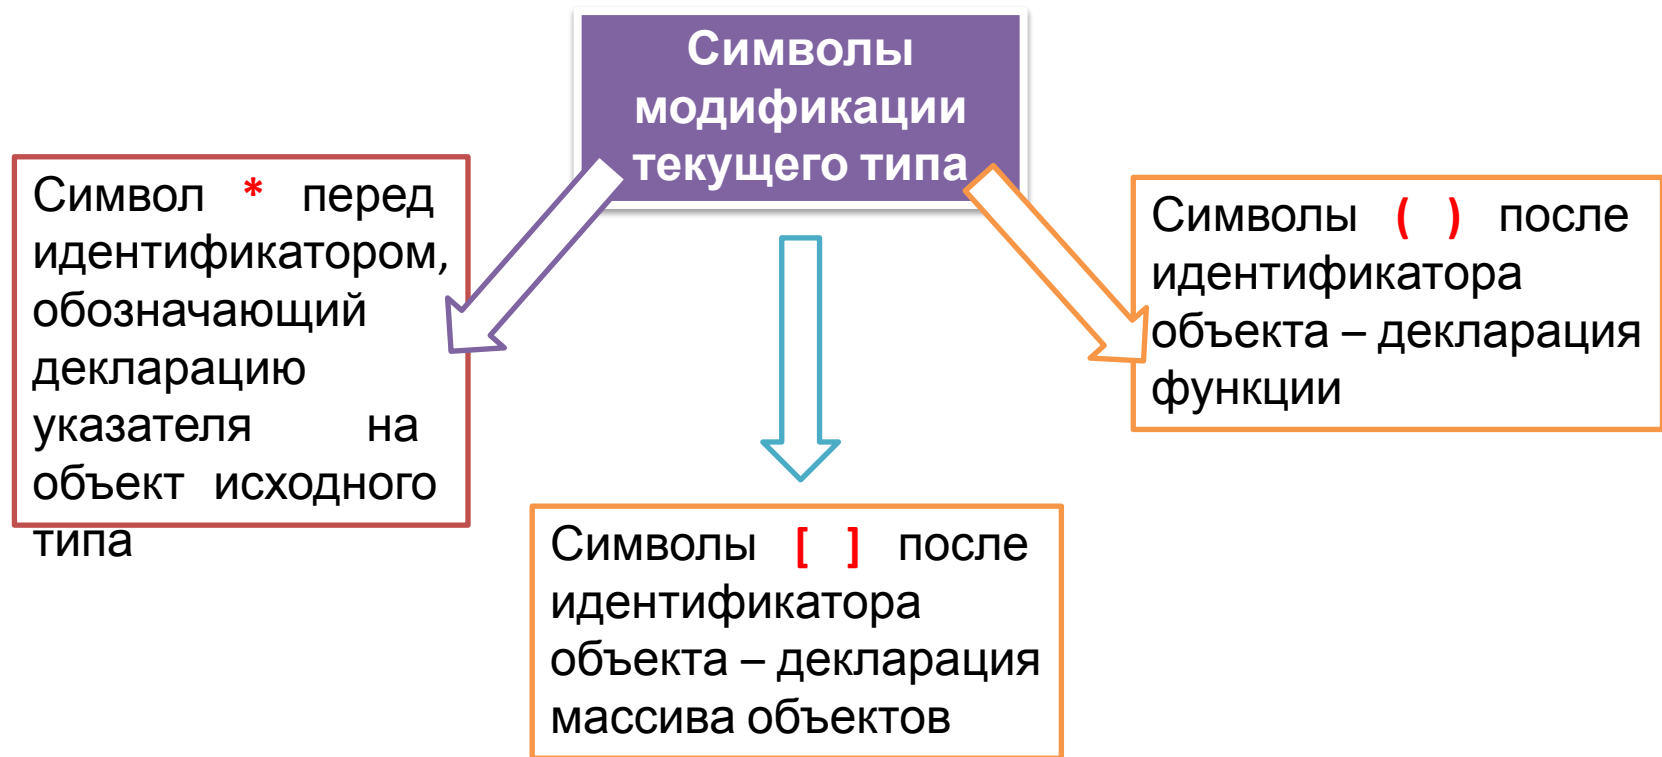 Символы
модификации
текущего типа
Символ * перед
идентификатором,
обозначающий
декларацию
указателя на
объект исходного
типа
Символы [ ] после
идентификатора
объекта – декларация
массива объектов
Символы ( ) после
идентификатора
объекта – декларация
функции